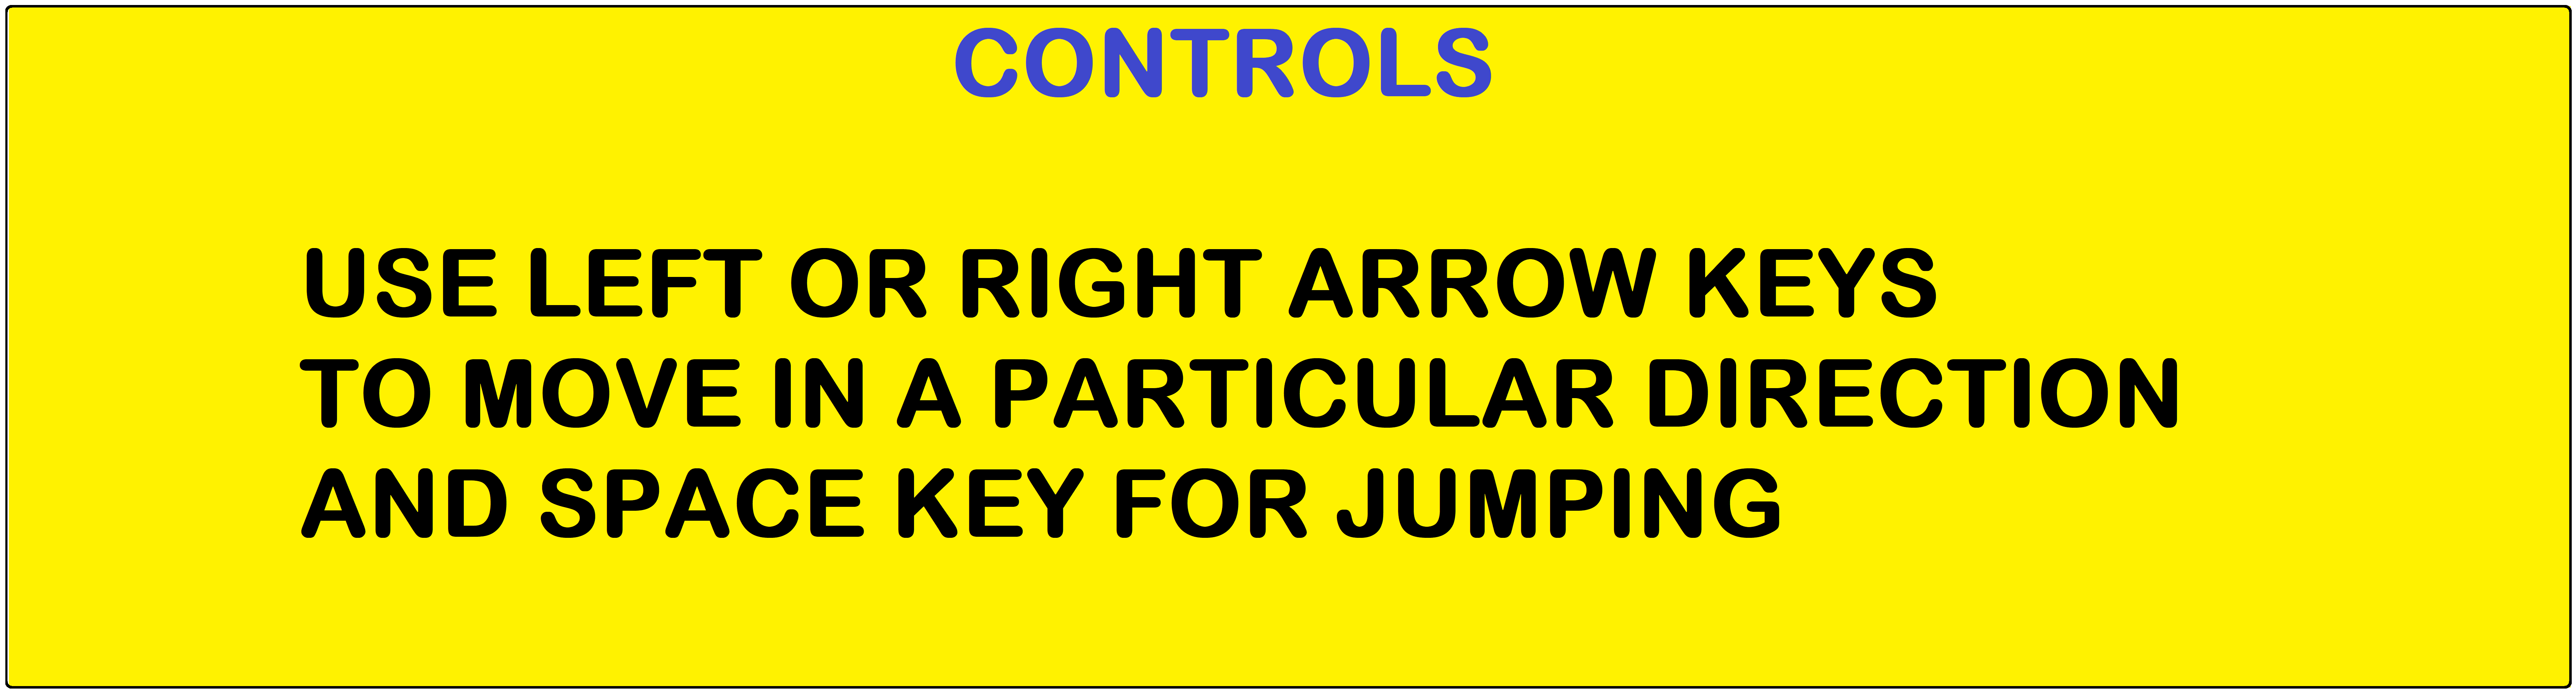 CONTROLS
USE LEFT OR RIGHT ARROW KEYS
TO MOVE IN A PARTICULAR DIRECTION
AND SPACE KEY FOR JUMPING